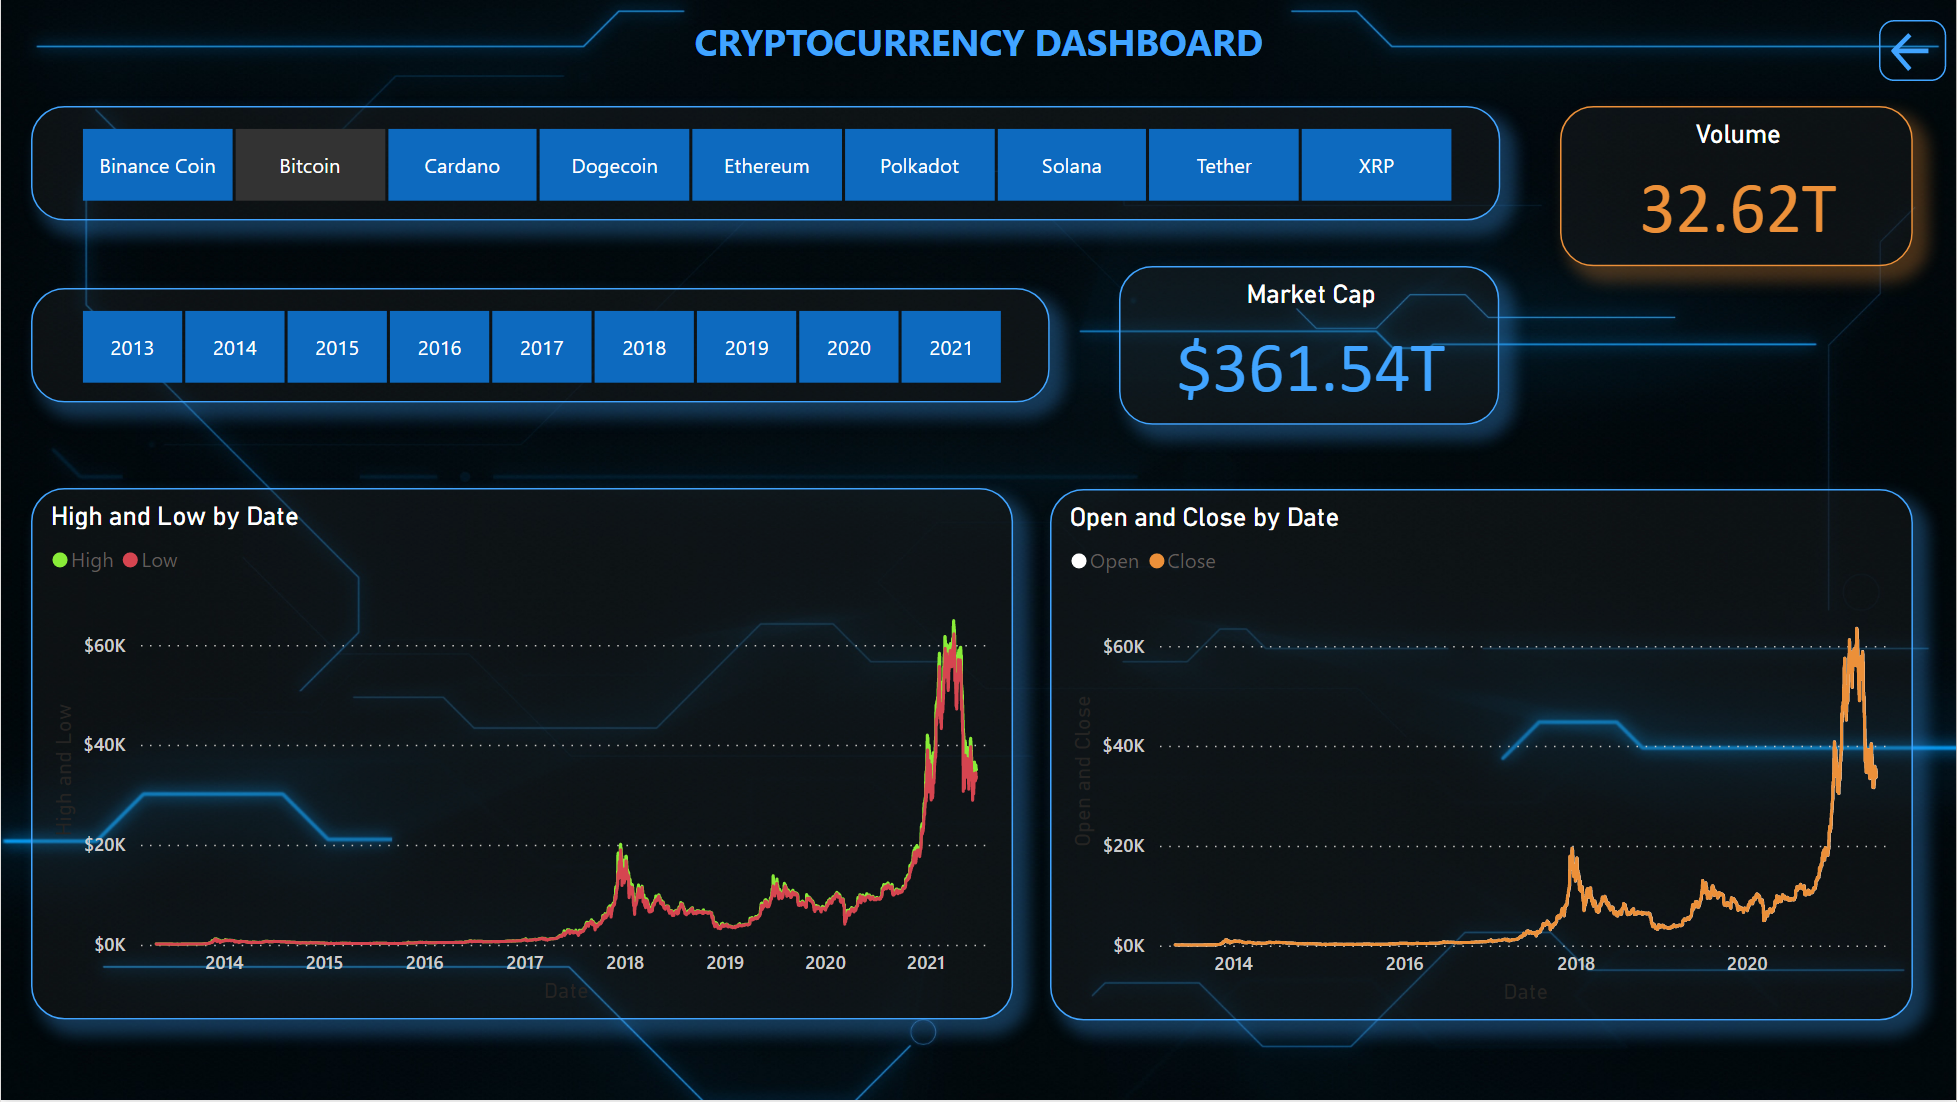 CRYPTOCURRENCY DASHBOARD
Binance Coin Bitcoin Cardano Dogecoin Ethereum Polkadot Solana Tether XRP
Volume
32.62T
2013 2014 2015 2016 2017 2018 2019 2020 2021
Market Cap
$361.54T
High and Low by Date
High Low
$60K
$40K
$20K
$0K
High and Low
2014 2015 2016 2017 2018 2019 2020 2021
Date
Open and Close by Date
Open Close
$60K
$40K
$20K
$0K
Open and Close
2014 2016 2018 2020
Date